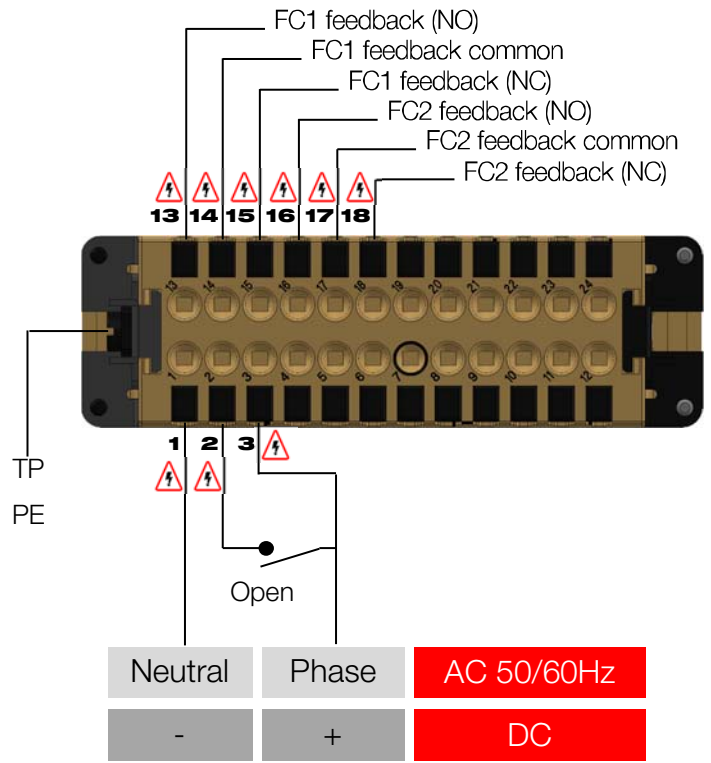 FC1 feedback (NO)
FC1 feedback common
FC1 feedback (NC)
FC2 feedback (NO)
FC2 feedback common
FC2 feedback (NC)
13 14 15 16 17 18
13 14 15 16 17 18 19 20 21 22 23 24
1 2 3 4 5 6 7 8 9 10 11 12
1 2 3
TP
PE
Open
Neutral Phase AC 50/60Hz
- + DC